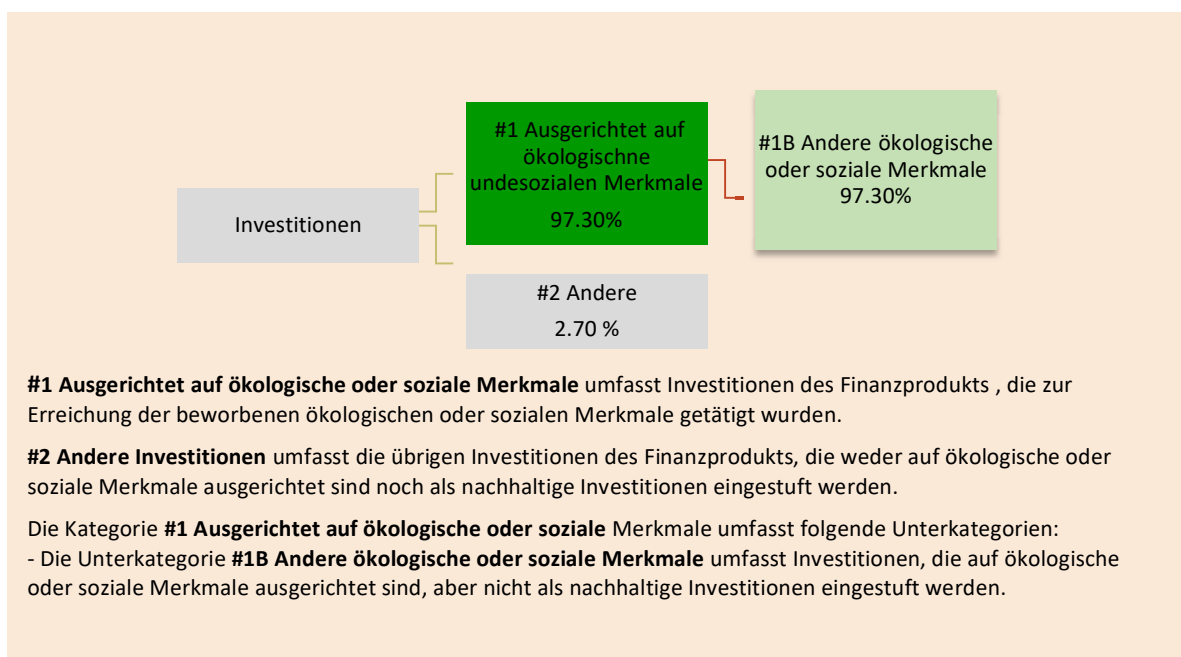 #1 Ausgerichtet auf
ökologischne
undesozialen Merkmale
97.30%
#1B Andere ökologische
oder soziale Merkmale
97.30%
Investitionen
#2 Andere
2.70 %
#1 Ausgerichtet auf ökologische oder soziale Merkmale umfasst Investitionen des Finanzprodukts , die zur
Erreichung der beworbenen ökologischen oder sozialen Merkmale getätigt wurden.
#2 Andere Investitionen umfasst die übrigen Investitionen des Finanzprodukts, die weder auf ökologische oder
soziale Merkmale ausgerichtet sind noch als nachhaltige Investitionen eingestuft werden.
Die Kategorie #1 Ausgerichtet auf ökologische oder soziale Merkmale umfasst folgende Unterkategorien:
- Die Unterkategorie #1B Andere ökologische oder soziale Merkmale umfasst Investitionen, die auf ökologische
oder soziale Merkmale ausgerichtet sind, aber nicht als nachhaltige Investitionen eingestuft werden.